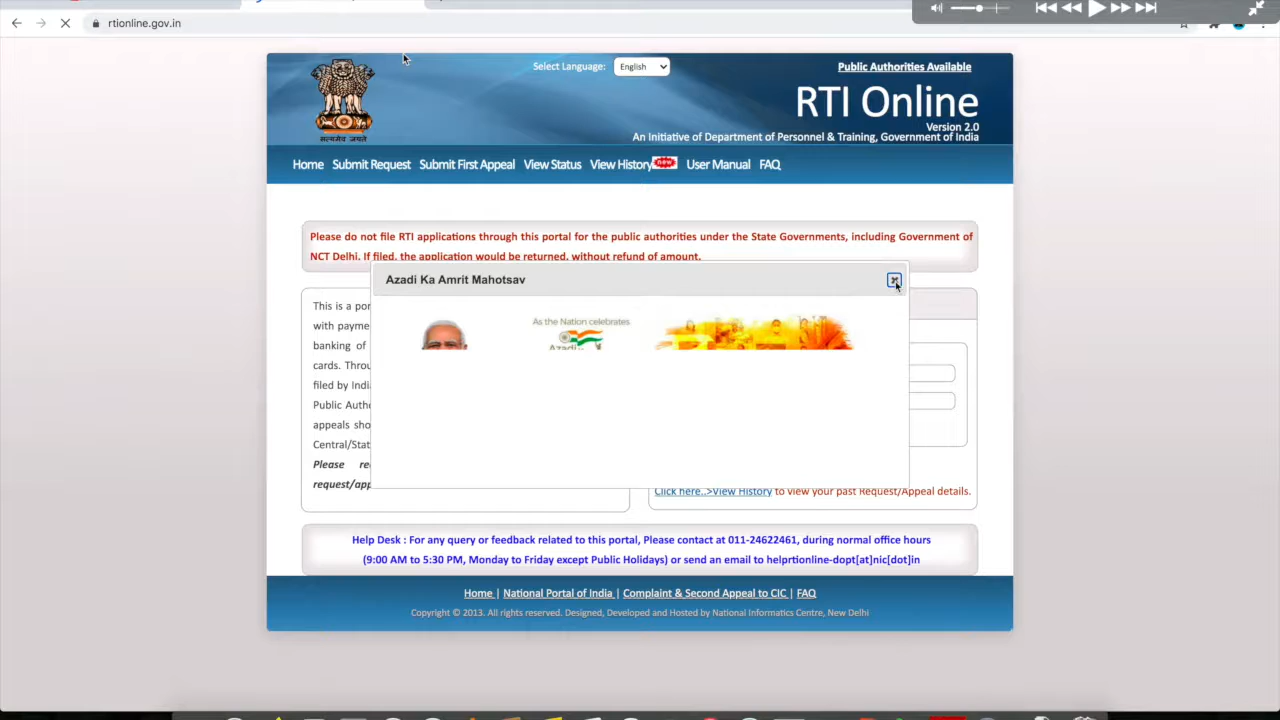 rtionline.gov.in
Select Language:
English
Public Authorities Available
RTI Online
Version 2.0
An Initiative of Department of Personnel & Training, Government of India
सत्यमेव जयते
Home Submit Request Submit First Appeal View Status View History new User Manual FAQ
Please do not file RTI applications through this portal for the public authorities under the State Governments, including Government of
NCT Delhi. If filed, the application would be returned, without refund of amount.
Azadi Ka Amrit Mahotsav
As the Nation celebrates
Azadi
This is a por
with payme
banking of
cards. Throu
filed by India
Public Autho
appeals sho
Central/Stat
Please re
request/app
Click here..>View History to view your past Request/Appeal details.
Help Desk : For any query or feedback related to this portal, Please contact at 011-24622461, during normal office hours
(9:00 AM to 5:30 PM, Monday to Friday except Public Holidays) or send an email to helprtionline-dopt[at]nic[dot]in
Home | National Portal of India | Complaint & Second Appeal to CIC | FAQ
Copyright © 2013. All rights reserved. Designed, Developed and Hosted by National Informatics Centre, New Delhi